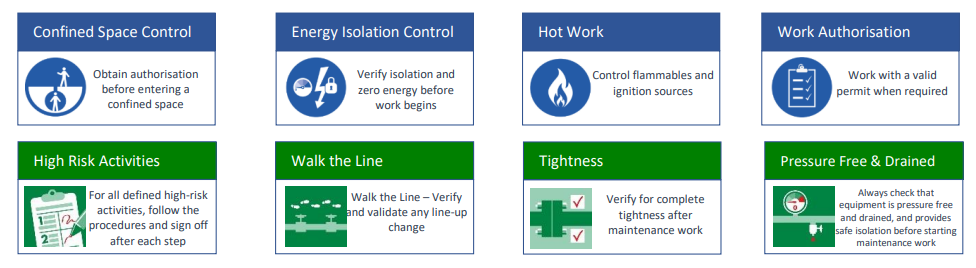 Confined Space Control
Obtain authorisation
before entering a
confined space
Energy Isolation Control
Verify isolation and
zero energy before
work begins
Hot Work
Control flammables and
ignition sources
Work Authorisation
Work with a valid
permit when required
High Risk Activities
1
2
For all defined high-risk
activities, follow the
procedures and sign off
after each step
Walk the Line
Walk the Line – Verify
and validate any line-up
change
Tightness
Verify for complete
tightness after
maintenance work
Pressure Free & Drained
0
Always check that
equipment is pressure free
and drained, and provides
safe isolation before starting
maintenance work